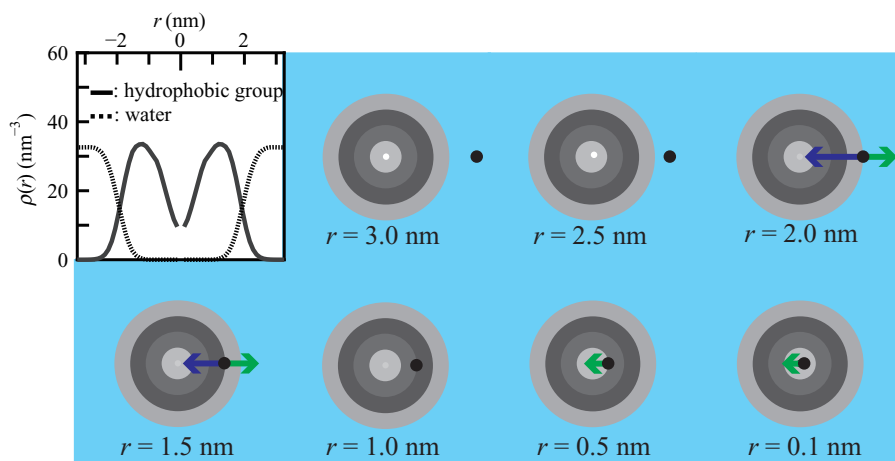 r (nm)
−2 0 2
60
40
20
0
ρ(r) (nm⁻³)
: hydrophobic group
: water
r = 3.0 nm
r = 2.5 nm
r = 2.0 nm
r = 1.5 nm
r = 1.0 nm
r = 0.5 nm
r = 0.1 nm